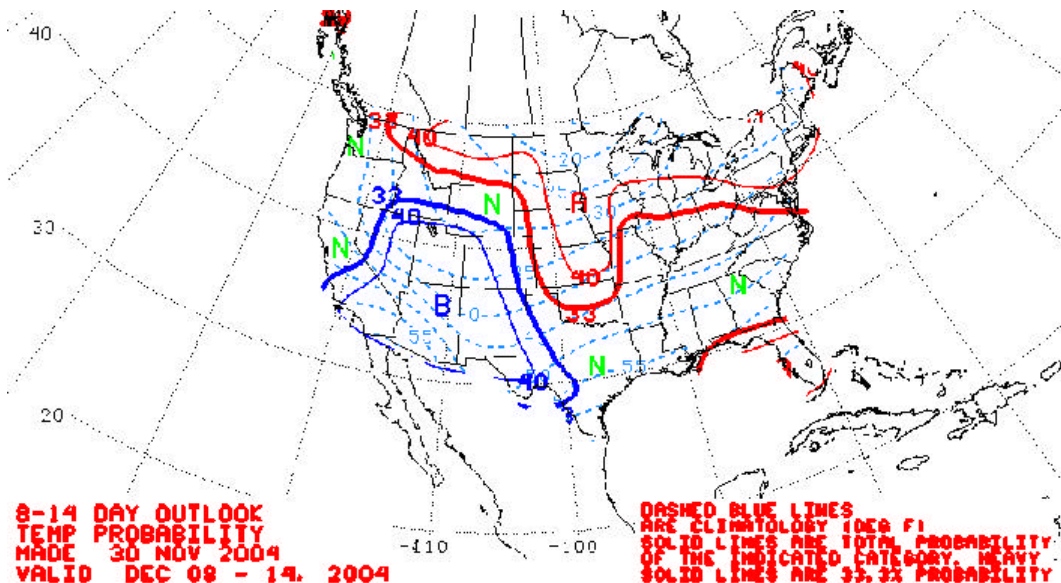 40
30
20
33
40
N
20
A
30
N
33
40
N
N
40
33
B
0
55
N
55
40
N
-110
-100
8-14 DAY OUTLOOK
TEMP PROBABILITY
MADE 30 NOV 2004
VALID DEC 08 - 14, 2004
DASHED BLUE LINES
ARE CLIMATOLOGY (DEG F)
SOLID LINES ARE TOTAL PROBABILITY
OF THE INDICATED CATEGORY. HEAVY
SOLID LINES ARE 33.3% PROBABILITY